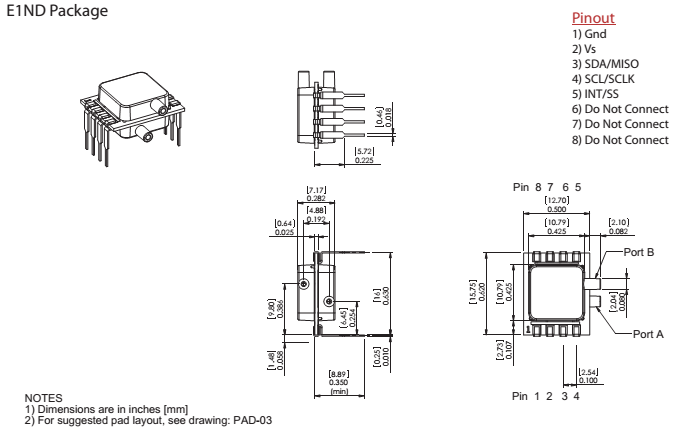 E1ND Package
Pinout
1) Gnd
2) Vs
3) SDA/MISO
4) SCL/SCLK
5) INT/SS
6) Do Not Connect
7) Do Not Connect
8) Do Not Connect
[0.46]
0.018
[5.72]
0.225
[7.17]
0.282
[4.88]
0.192
[0.64]
0.025
[9.80]
0.386
[6.45]
0.254
[16]
0.630
[1.48]
0.058
[0.25]
0.010
[8.89]
0.350
(min)
Pin 8 7 6 5
[12.70]
0.500
[10.79]
0.425
[2.10]
0.082
Port B
[15.75]
0.620
[10.79]
0.425
[2.04]
0.080
Port A
[2.73]
0.107
1
[2.54]
0.100
Pin 1 2 3 4
NOTES
1) Dimensions are in inches [mm]
2) For suggested pad layout, see drawing: PAD-03